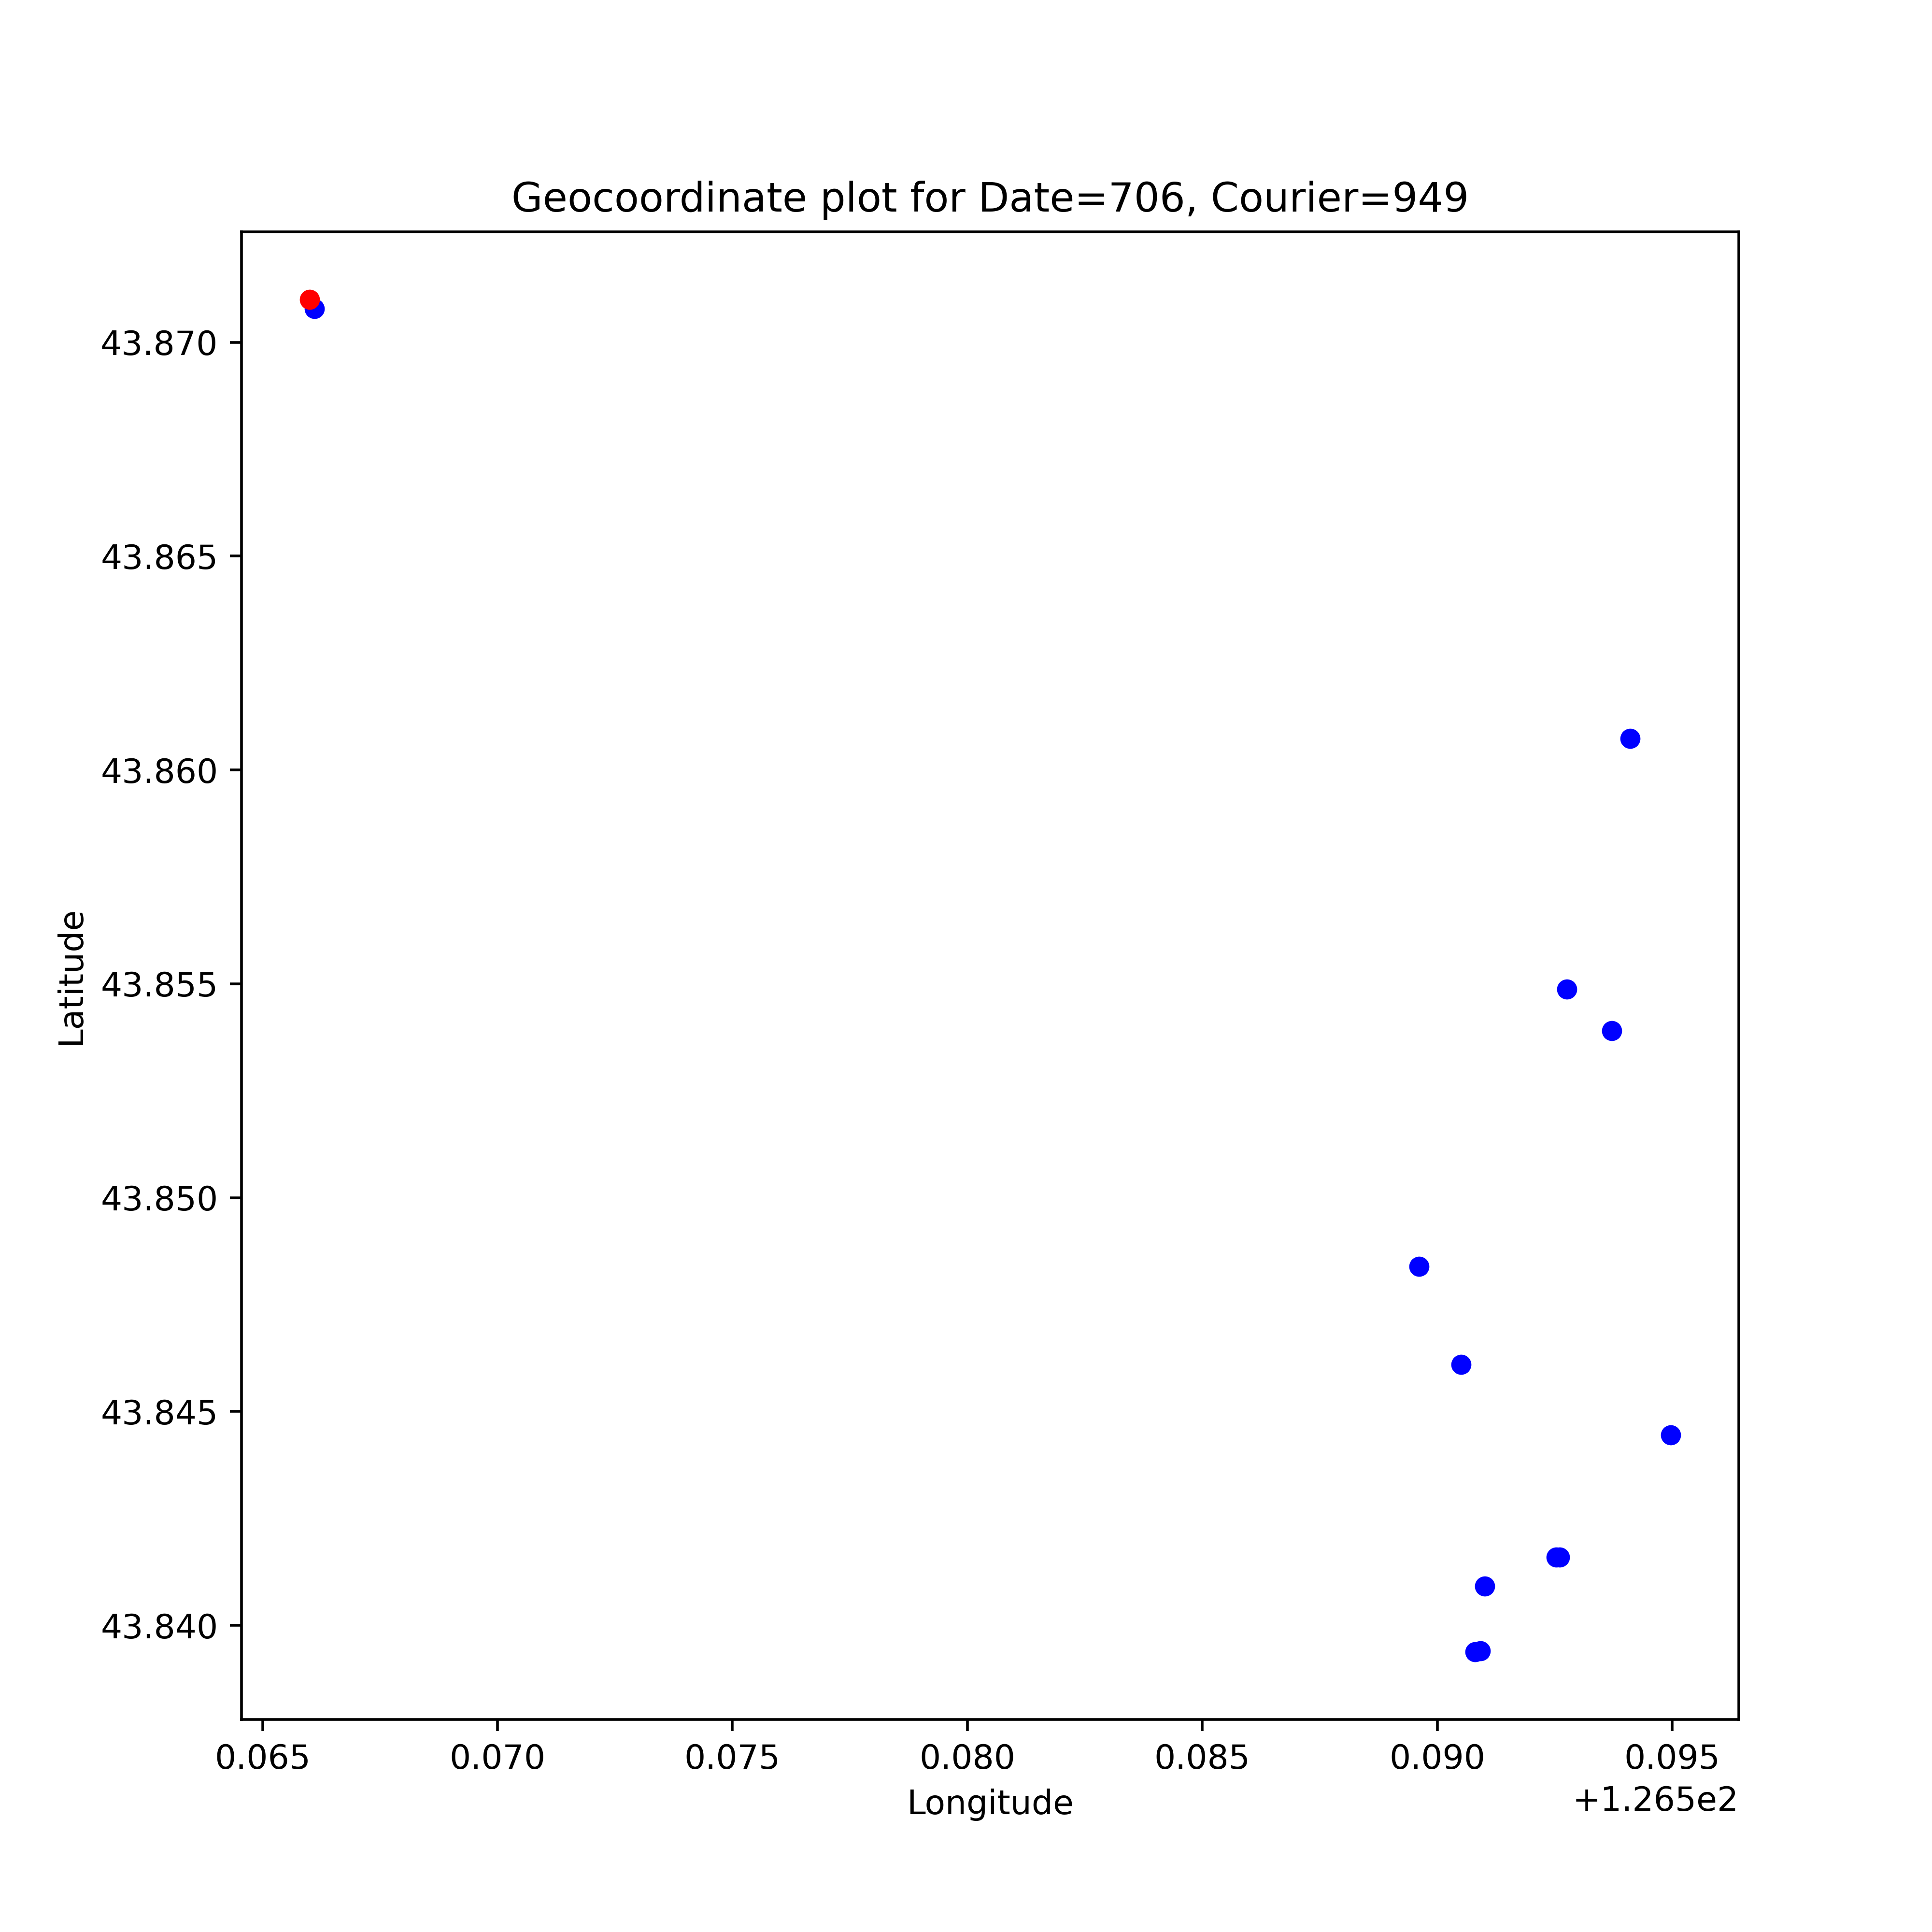 Geocoordinate plot for Date=706, Courier=949
43.870
43.865
43.860
43.855
43.850
43.845
43.840
Latitude
0.065 0.070 0.075 0.080 0.085 0.090 0.095
+1.265e2
Longitude